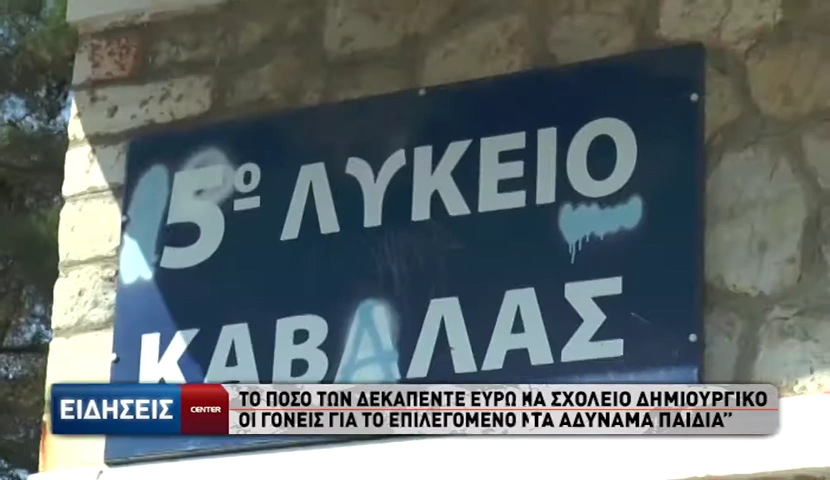 5º ΛΥΚΕΙΟ
ΚΑΒΑΛΑΣ
ΕΙΔΗΣΕΙΣ
CENTER
ΤΟ ΠΟΣΟ ΤΩΝ ΔΕΚΑΠΕΝΤΕ ΕΥΡΩ ΣΧΟΛΕΙΟ ΔΗΜΙΟΥΡΓΙΚΟ
ΟΙ ΓΟΝΕΙΣ ΓΙΑ ΤΟ ΕΠΙΛΕΓΟΜΕΝΟ ΤΑ ΑΔΥΝΑΜΑ ΠΑΙΔΙΑ”